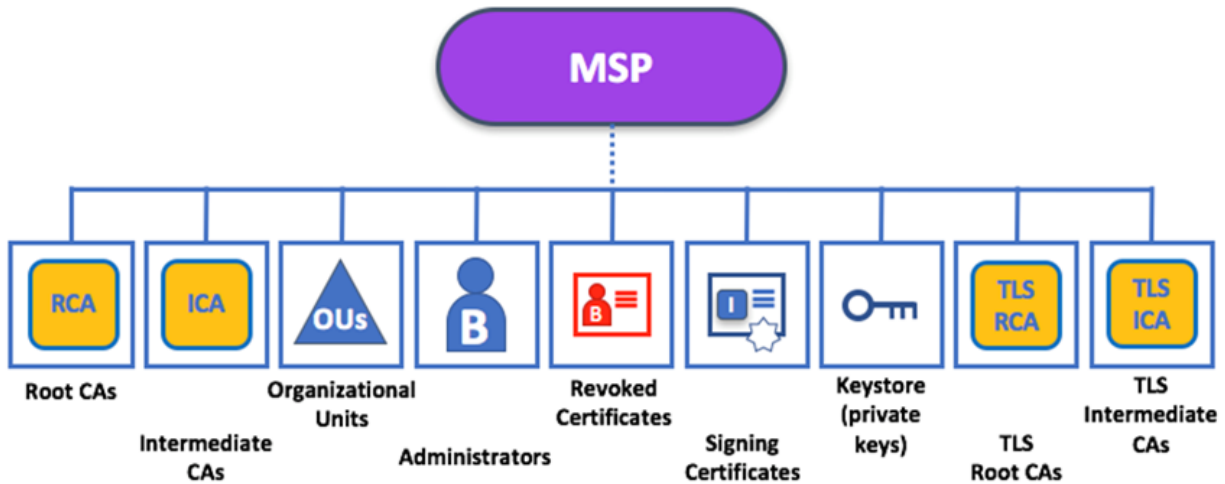 MSP
RCA
ICA
OUs
B
B
I
TLS
RCA
TLS
ICA
Root CAs
Intermediate
CAs
Organizational
Units
Administrators
Revoked
Certificates
Signing
Certificates
Keystore
(private
keys)
TLS
Root CAs
TLS
Intermediate
CAs